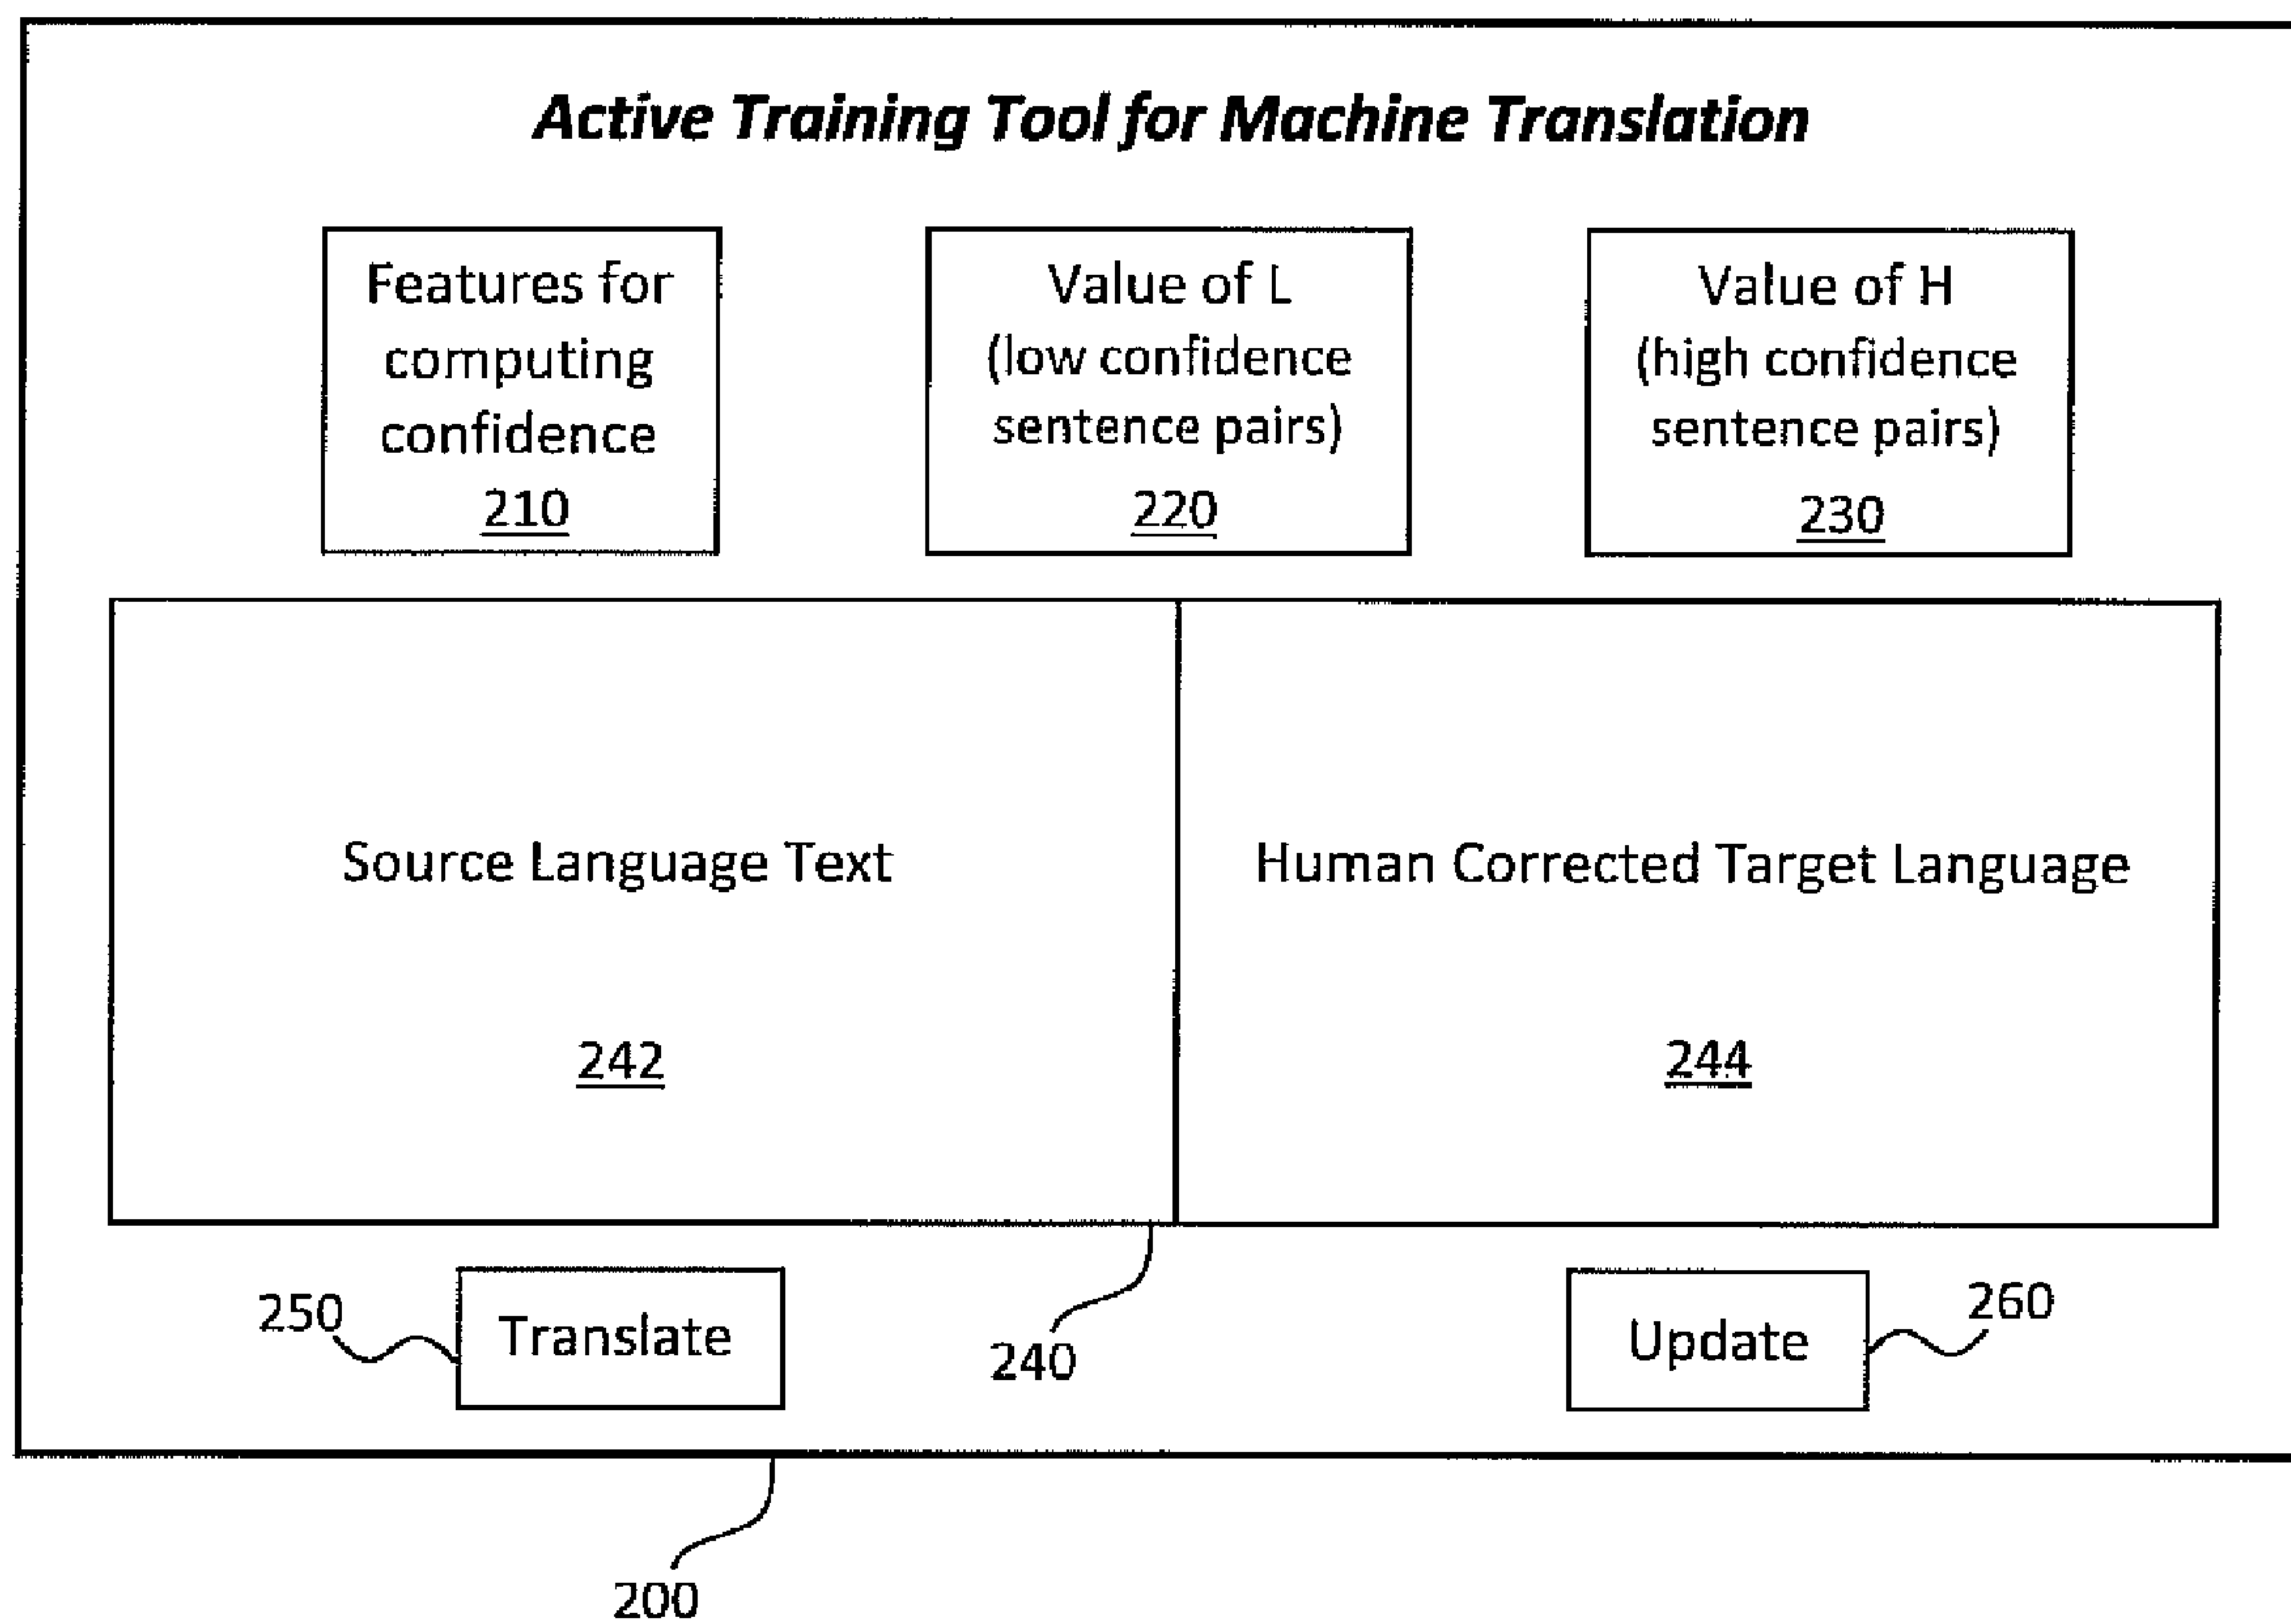 Active Training Tool for Machine Translation
Features for
computing
confidence
210
Value of L
(low confidence
sentence pairs)
220
Value of H
(high confidence
sentence pairs)
230
Source Language Text
242
Human Corrected Target Language
244
250
Translate
240
Update
260
200